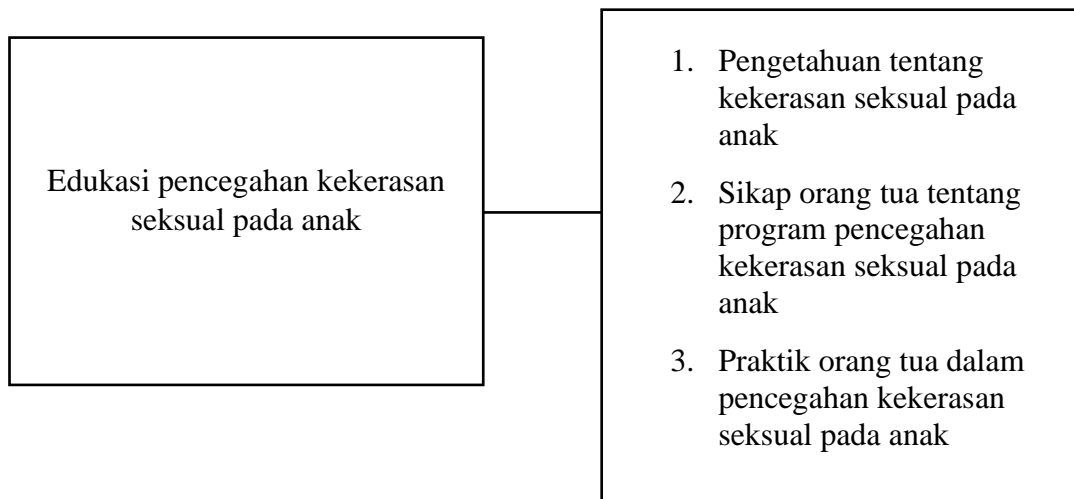 Edukasi pencegahan kekerasan
seksual pada anak
1. Pengetahuan tentang
kekerasan seksual pada
anak
2. Sikap orang tua tentang
program pencegahan
kekerasan seksual pada
anak
3. Praktik orang tua dalam
pencegahan kekerasan
seksual pada anak